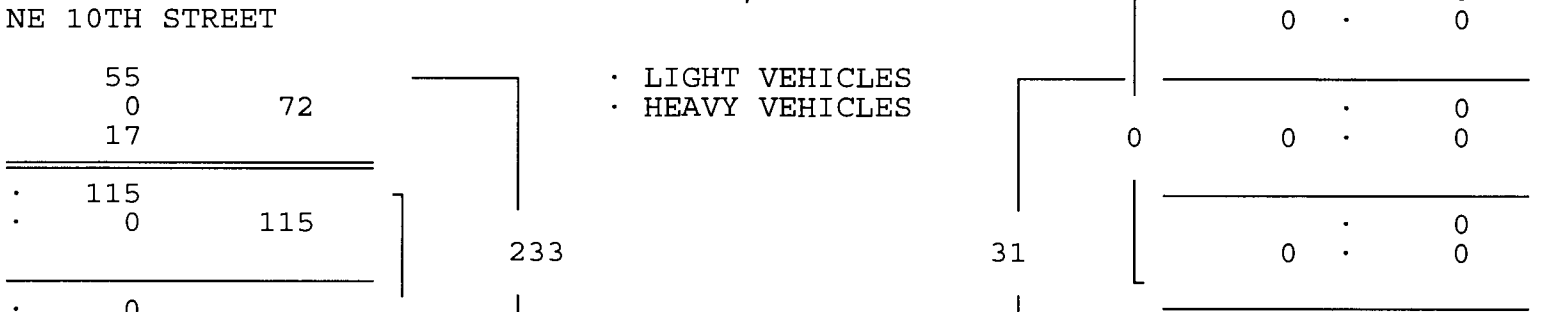 NE 10TH STREET 0 · 0
55 · LIGHT VEHICLES
0 72 · HEAVY VEHICLES · 0
17 0 0 · 0
· 115
· 0 115 · 0
233 31 0 · 0
· 0